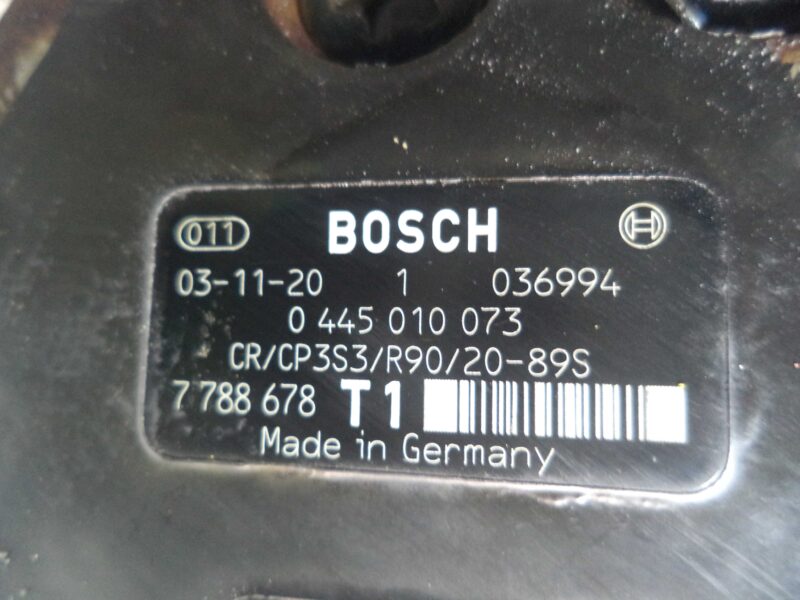 011 BOSCH
03-11-20 1 036994
0 445 010 073
CR/CP3S3/R90/20-89S
7 788 678 T1
Made in Germany